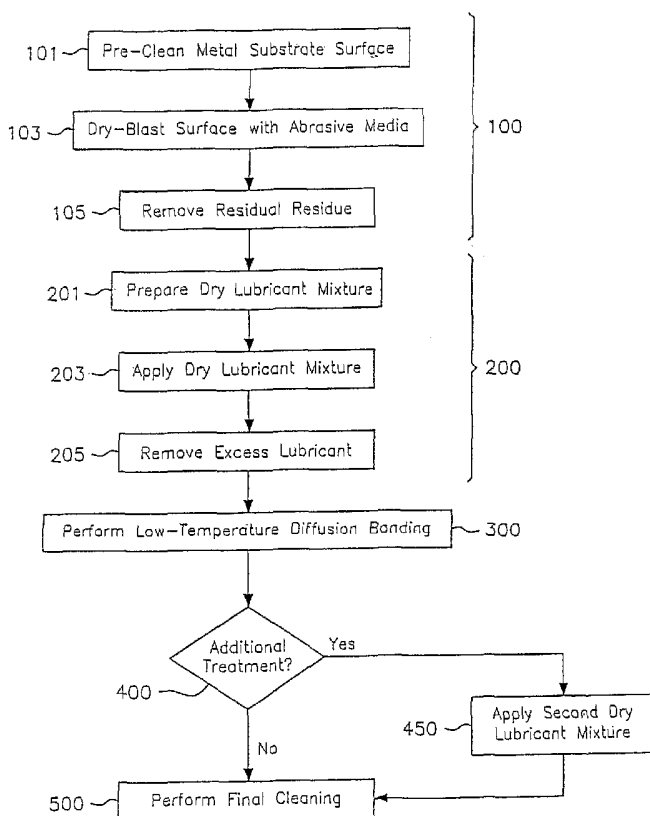 101
Pre-Clean Metal Substrate Surface
103
Dry-Blast Surface with Abrasive Media
100
105
Remove Residual Residue
201
Prepare Dry Lubricant Mixture
203
Apply Dry Lubricant Mixture
200
205
Remove Excess Lubricant
Perform Low-Temperature Diffusion Banding
300
Additional
Treatment?
Yes
400
Apply Second Dry
Lubricant Mixture
450
No
500
Perform Final Cleaning